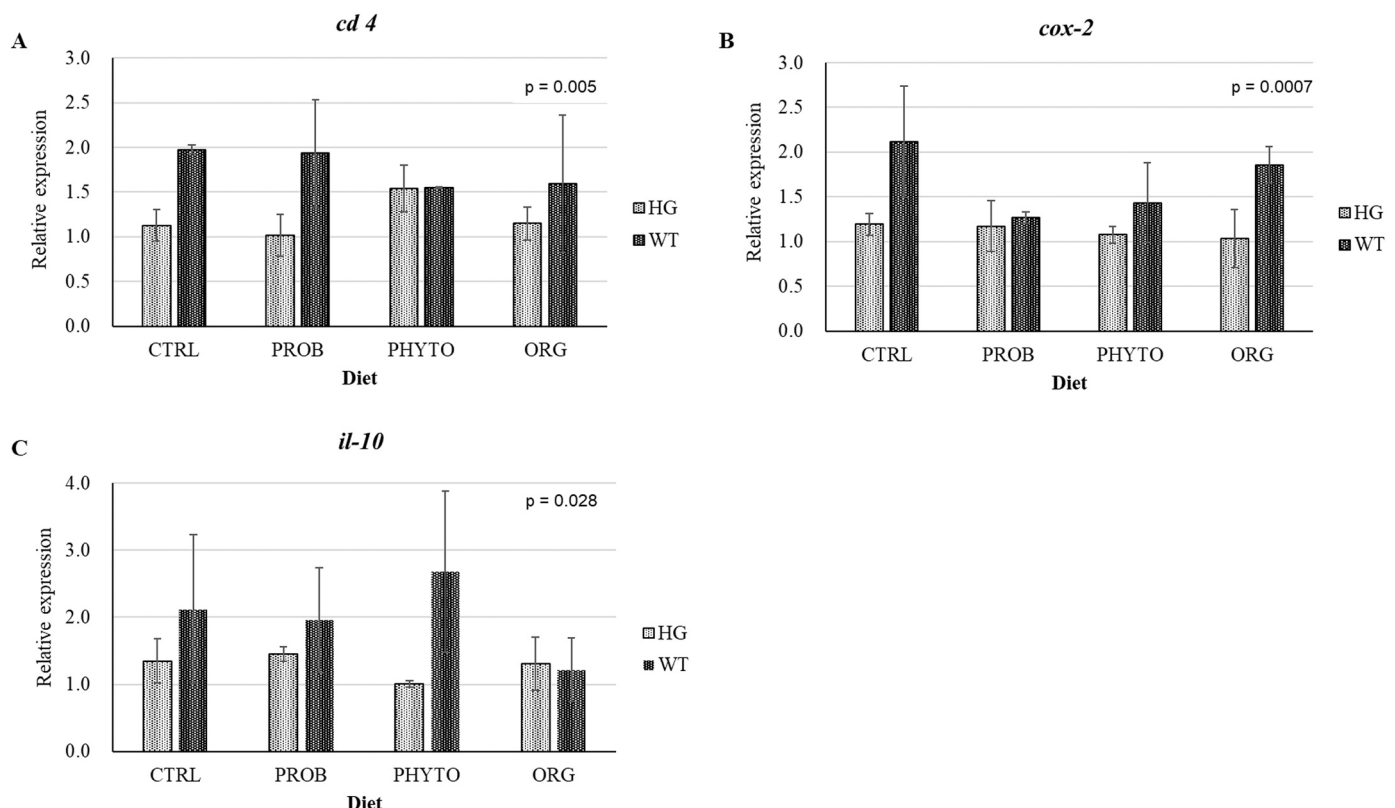 A
cd 4
3.0
2.5
2.0
1.5
1.0
0.5
0.0
Relative expression
p = 0.005
HG
WT
CTRL PROB PHYTO ORG
Diet
B
cox-2
3.0
2.5
2.0
1.5
1.0
0.5
0.0
Relative expression
p = 0.0007
HG
WT
CTRL PROB PHYTO ORG
Diet
C
il-10
4.0
3.0
2.0
1.0
0.0
Relative expression
p = 0.028
HG
WT
CTRL PROB PHYTO ORG
Diet